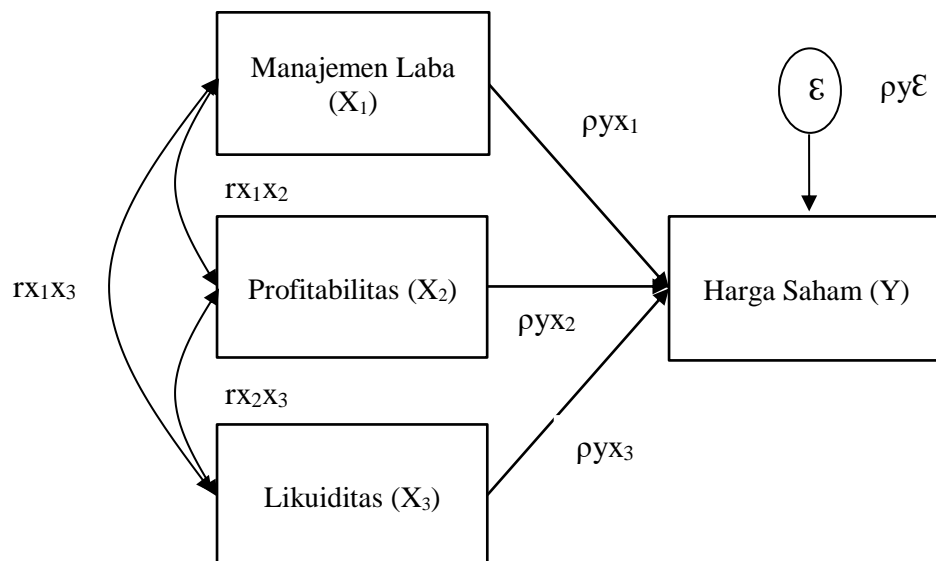 Manajemen Laba
(X₁)
ε
ρyε
ρyx₁
rx₁x₂
rx₁x₃
Profitabilitas (X₂)
Harga Saham (Y)
ρyx₂
rx₂x₃
ρyx₃
Likuiditas (X₃)